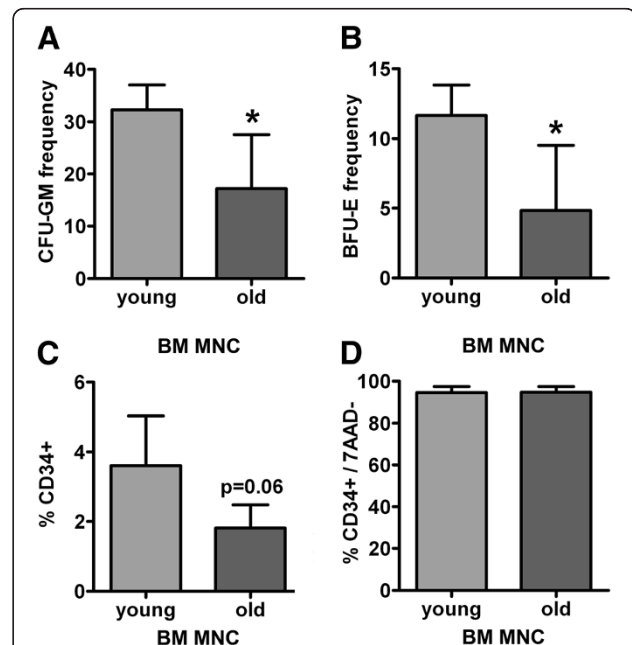 A
CFU-GM frequency
40
30
20
10
0
*
young old
BM MNC
B
BFU-E frequency
15
10
5
0
*
young old
BM MNC
C
% CD34+
6
4
2
0
p=0.06
young old
BM MNC
D
% CD34+ / 7AAD-
100
80
60
40
20
0
young old
BM MNC